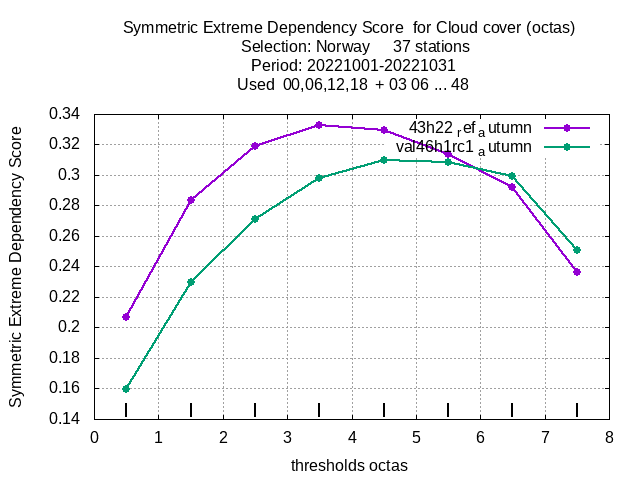 Symmetric Extreme Dependency Score  for Cloud cover (octas)
Selection: Norway     37 stations
Period: 20221001-20221031
Used  00,06,12,18  + 03 06 ... 48
Symmetric Extreme Dependency Score
0.34
0.32
0.3
0.28
0.26
0.24
0.22
0.2
0.18
0.16
0.14
43h22 ref autumn
val46h1rc1 autumn
0 1 2 3 4 5 6 7 8
thresholds octas